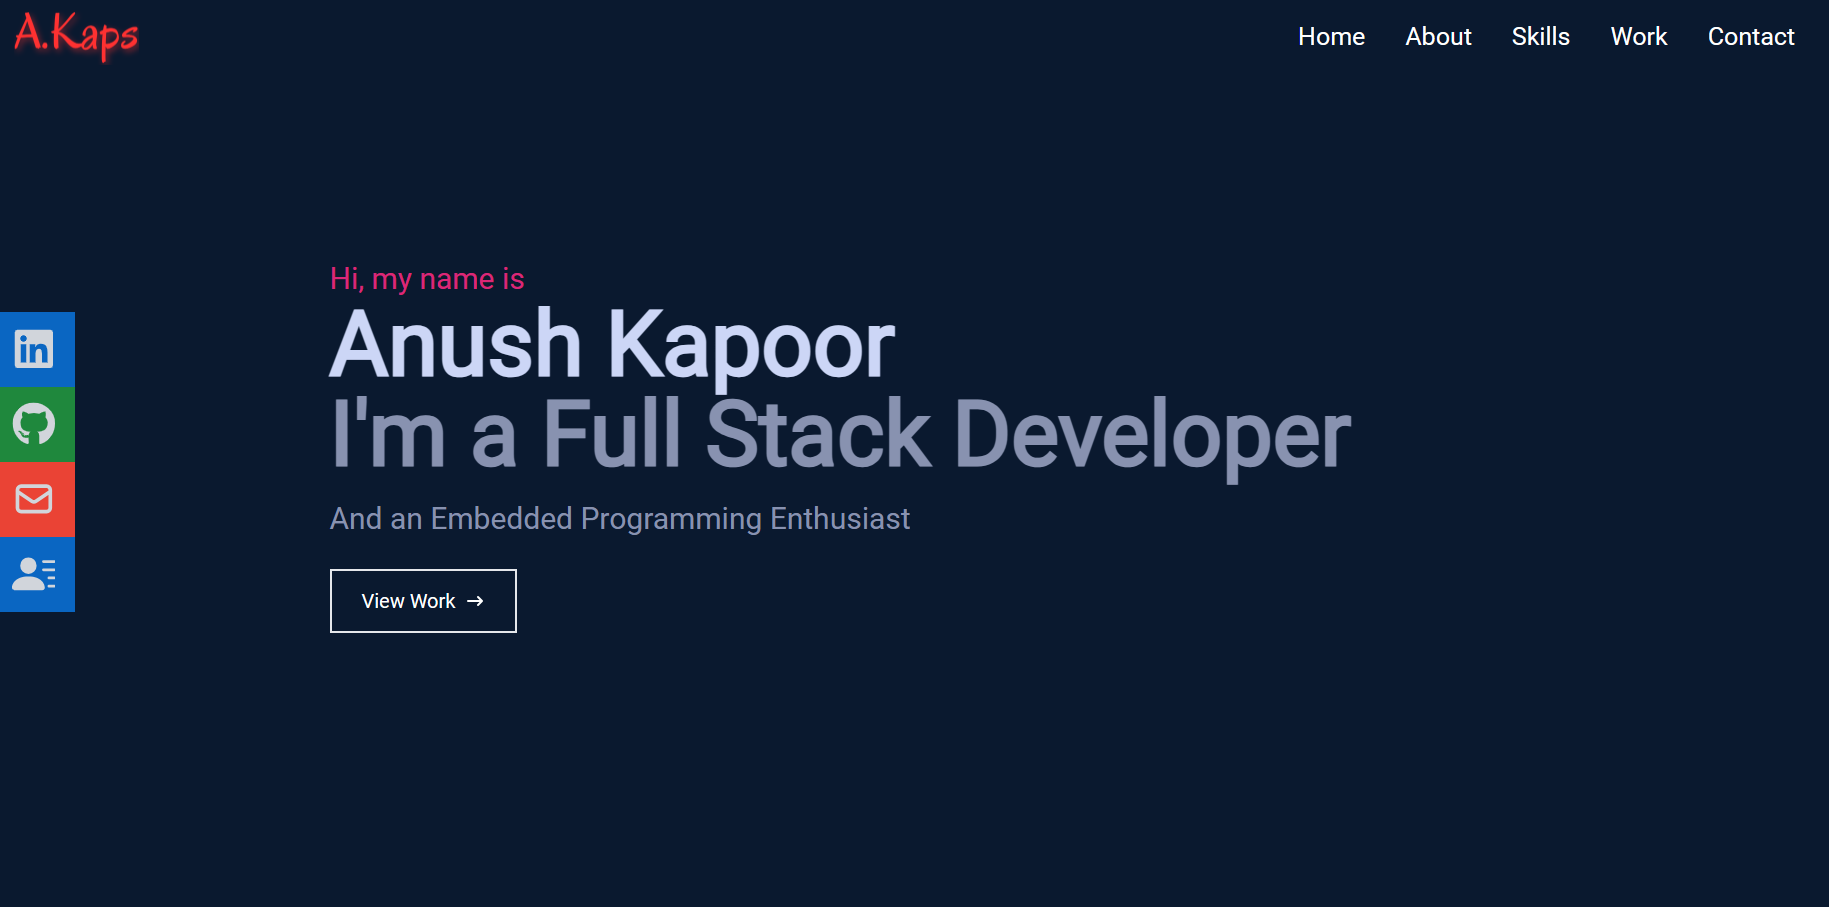 A.Kaps
Home About Skills Work Contact
Hi, my name is
Anush Kapoor
I'm a Full Stack Developer
And an Embedded Programming Enthusiast
View Work →
in